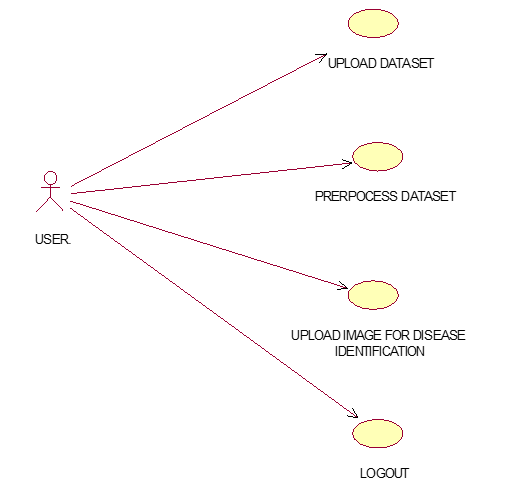 UPLOAD DATASET
PRERPOCESS DATASET
USER.
UPLOAD IMAGE FOR DISEASE
IDENTIFICATION
LOGOUT